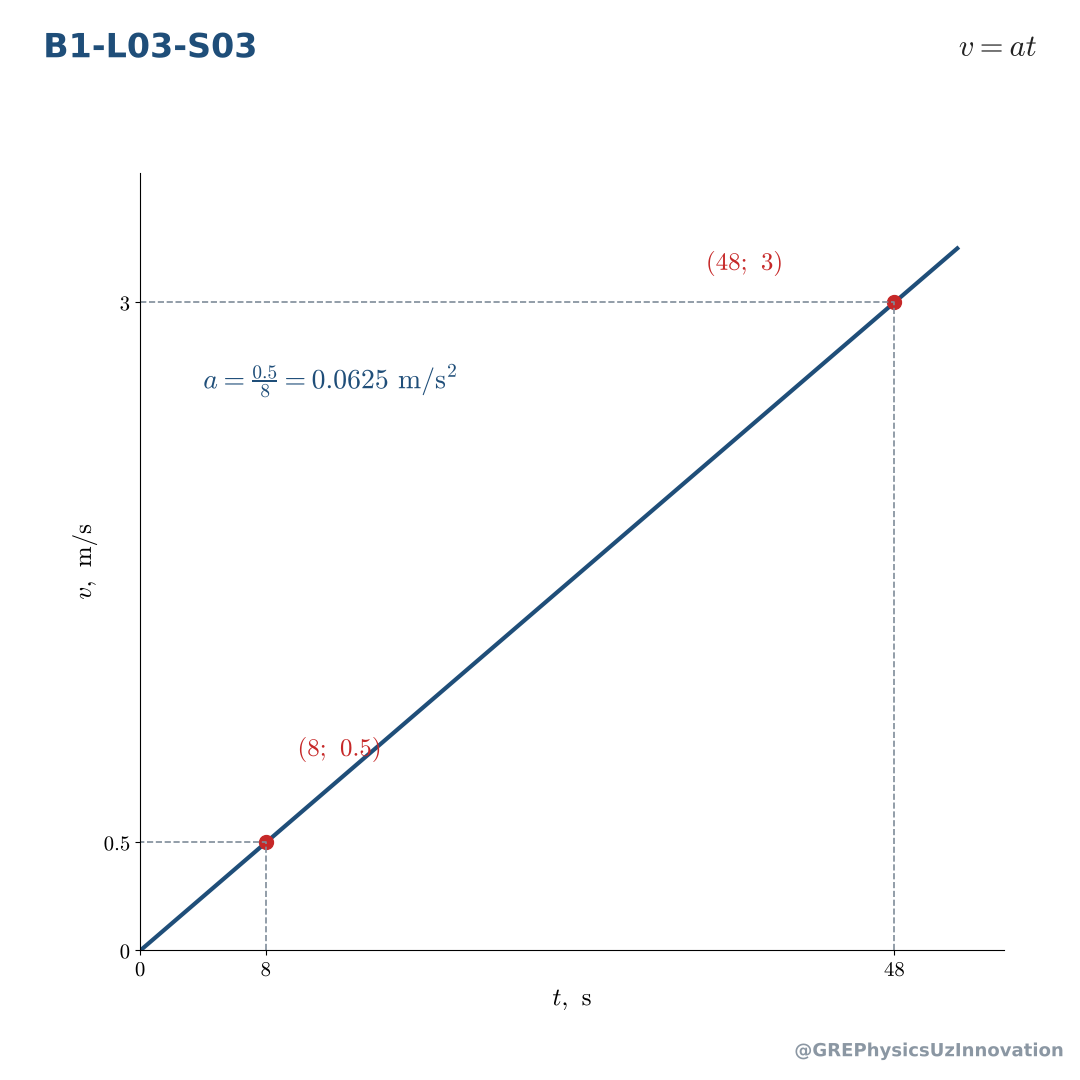 B1-L03-S03
v = at
(48; 3)
3
a = 0.5/8 = 0.0625 m/s²
v, m/s
(8; 0.5)
0.5
0
0 8 48
t, s
@GREPhysicsUzInnovation